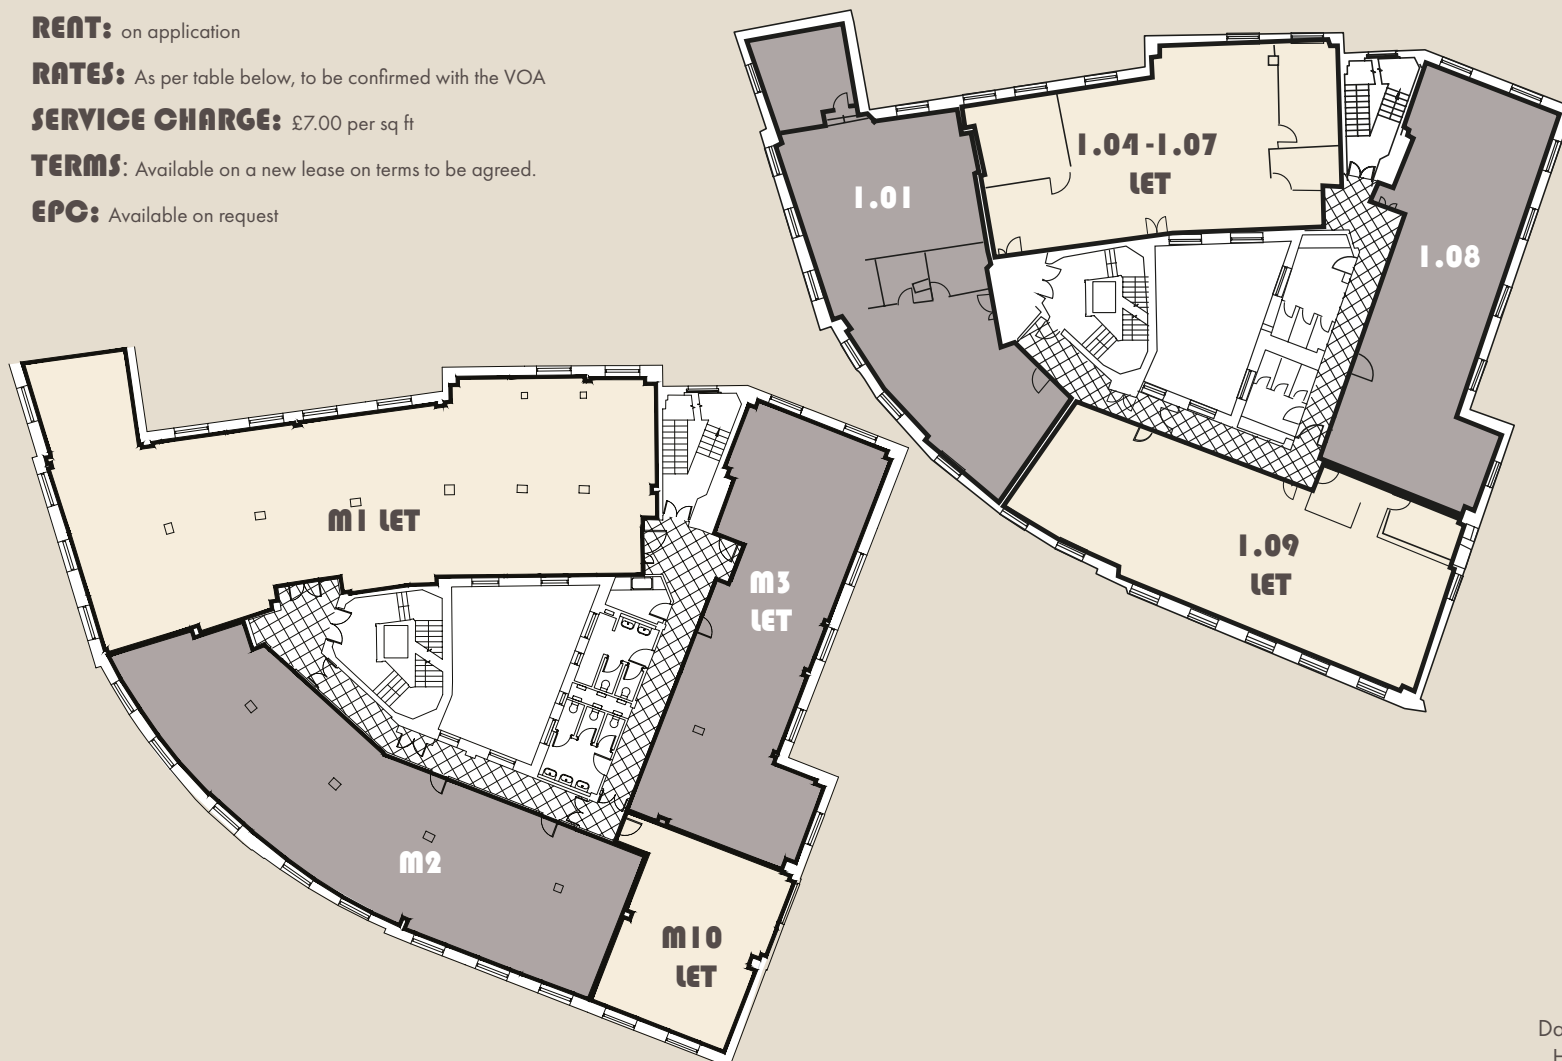 RENT: on application
RATES: As per table below, to be confirmed with the VOA
SERVICE CHARGE: £7.00 per sq ft
TERMS: Available on a new lease on terms to be agreed.
EPC: Available on request
1.01
1.04-1.07
LET
1.08
1.09
LET
M1 LET
M3
LET
M2
M10
LET